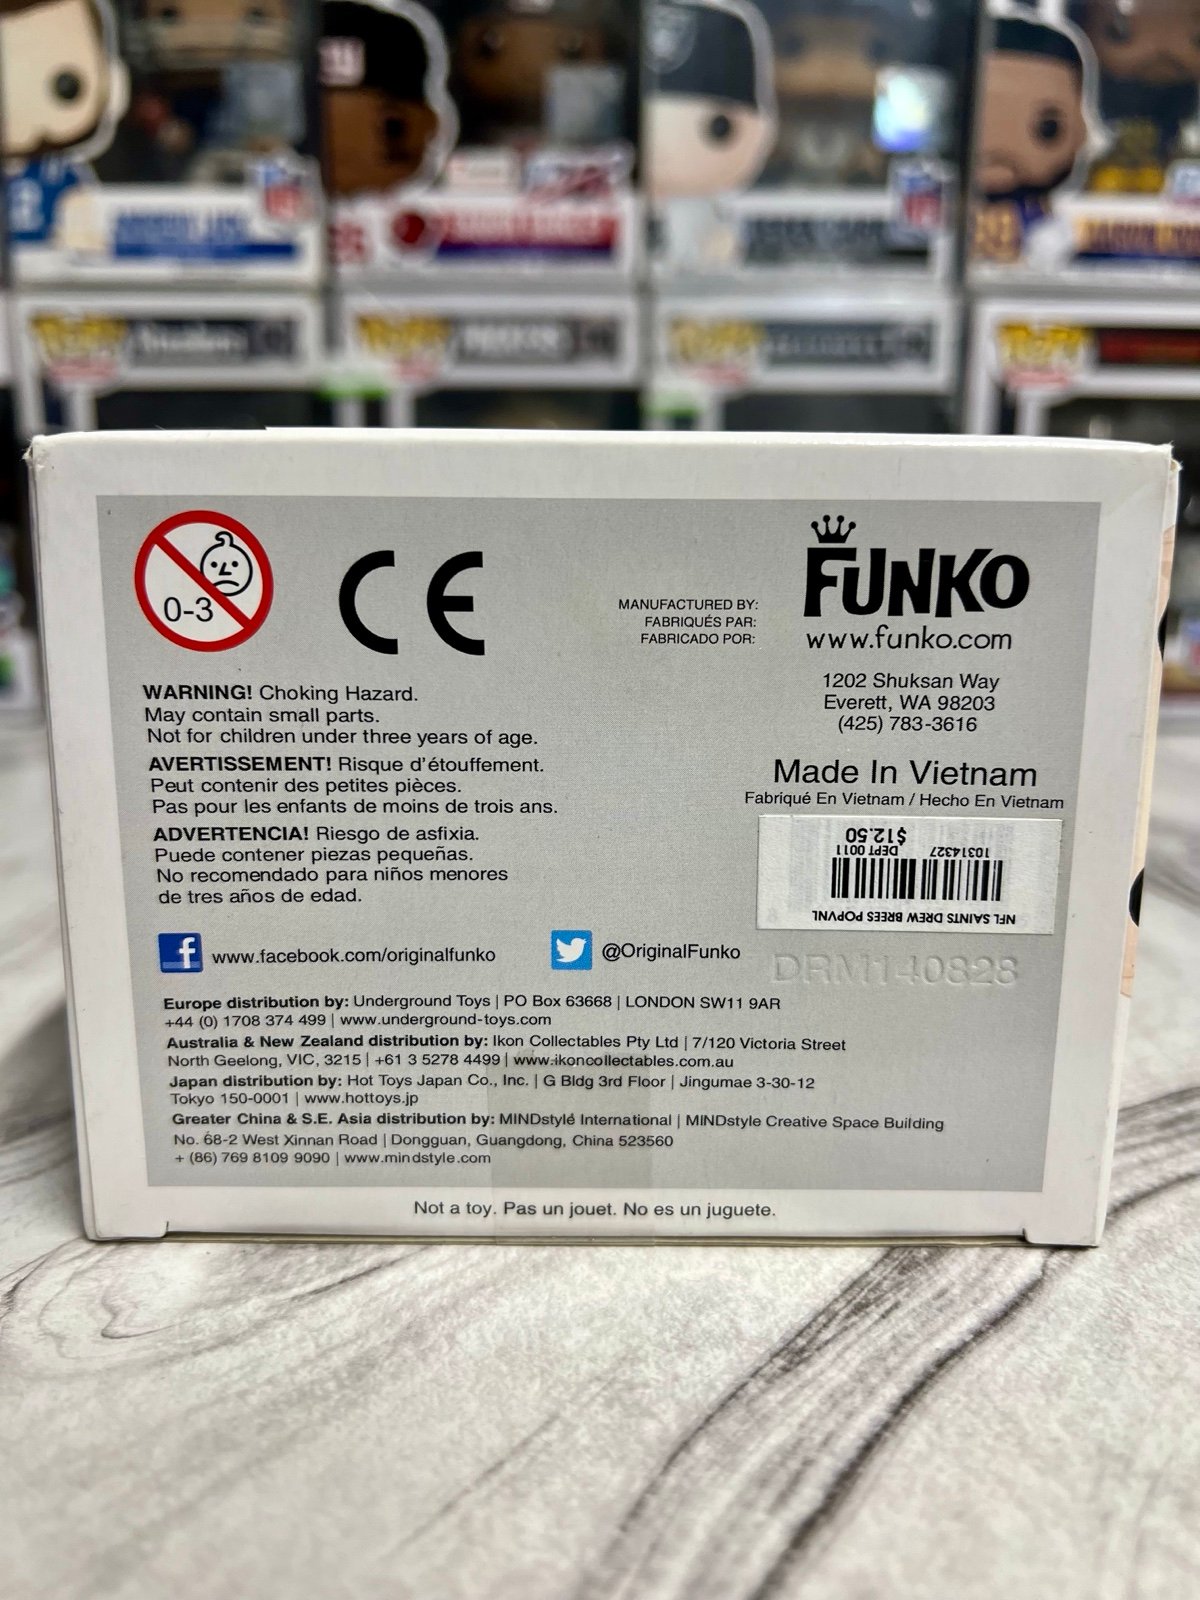 0-3
CE
MANUFACTURED BY:
FABRIQUÉS PAR:
FABRICADO POR:
FUNKO
www.funko.com
1202 Shuksan Way
Everett, WA 98203
(425) 783-3616
Made In Vietnam
Fabriqué En Vietnam / Hecho En Vietnam
WARNING! Choking Hazard.
May contain small parts.
Not for children under three years of age.
AVERTISSEMENT! Risque d'étouffement.
Peut contenir des petites pièces.
Pas pour les enfants de moins de trois ans.
ADVERTENCIA! Riesgo de asfixia.
Puede contener piezas pequeñas.
No recomendado para niños menores
de tres años de edad.
NFL SAINTS DREW BREES POPVNL
10314327 DEPT 0011
$12.50
www.facebook.com/originalfunko
@OriginalFunko
DRM140828
Europe distribution by: Underground Toys | PO Box 63668 | LONDON SW11 9AR
+44 (0) 1708 374 499 | www.underground-toys.com
Australia & New Zealand distribution by: Ikon Collectables Pty Ltd | 7/120 Victoria Street
North Geelong, VIC, 3215 | +61 3 5278 4499 | www.ikoncollectables.com.au
Japan distribution by: Hot Toys Japan Co., Inc. | G Bldg 3rd Floor | Jingumae 3-30-12
Tokyo 150-0001 | www.hottoys.jp
Greater China & S.E. Asia distribution by: MINDstylé International | MINDstyle Creative Space Building
No. 68-2 West Xinnan Road | Dongguan, Guangdong, China 523560
+ (86) 769 8109 9090 | www.mindstyle.com
Not a toy. Pas un jouet. No es un juguete.